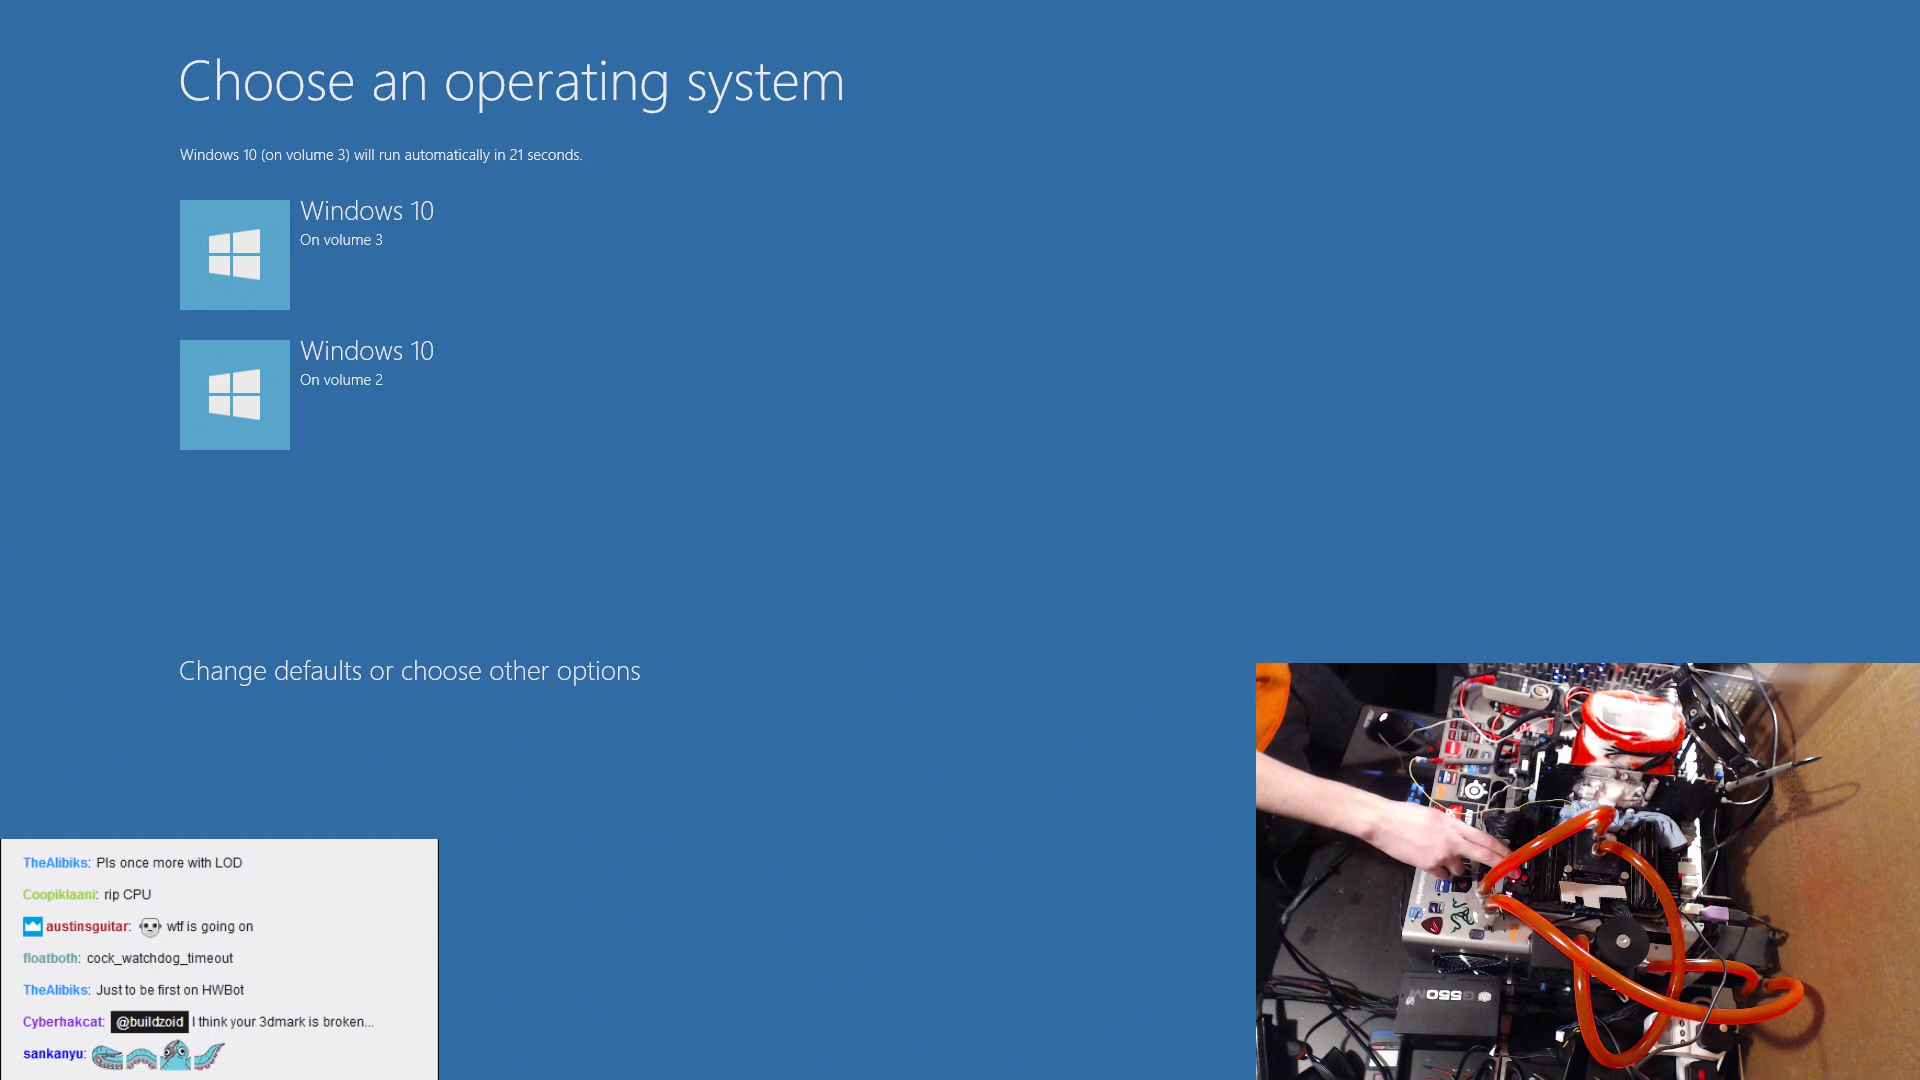 Choose an operating system
Windows 10 (on volume 3) will run automatically in 21 seconds.
Windows 10
On volume 3
Windows 10
On volume 2
Change defaults or choose other options
TheAlibiks: Pls once more with LOD
Coopiklaani: rip CPU
austinsguitar: wtf is going on
floatboth: cock_watchdog_timeout
TheAlibiks: Just to be first on HWBot
Cyberhakcat: @buildzoid I think your 3dmark is broken...
sankanyu:
G550M